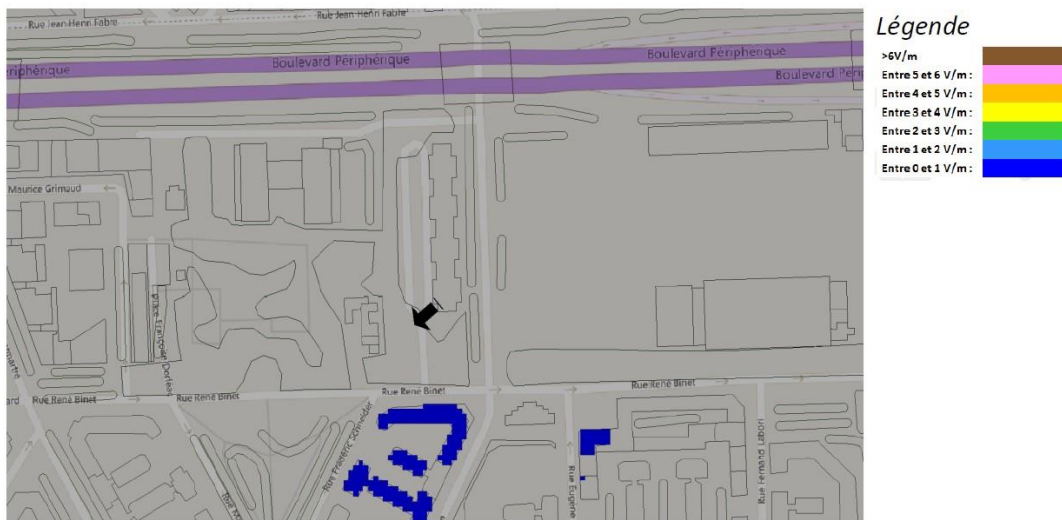 Rue Jean Henri Fabre
Rue Jean Henri Fabre
Boulevard Périphérique
Boulevard Périphérique
ériphérique
Boulevard Péri
Maurice Grimaud
Rue René Binet
Rue René Binet
Rue René Binet
Rue René Binet
Rue Frédéric Schneider
Rue Eugène
Rue Fernand Labori
Légende
>6V/m
Entre 5 et 6 V/m :
Entre 4 et 5 V/m :
Entre 3 et 4 V/m :
Entre 2 et 3 V/m :
Entre 1 et 2 V/m :
Entre 0 et 1 V/m :